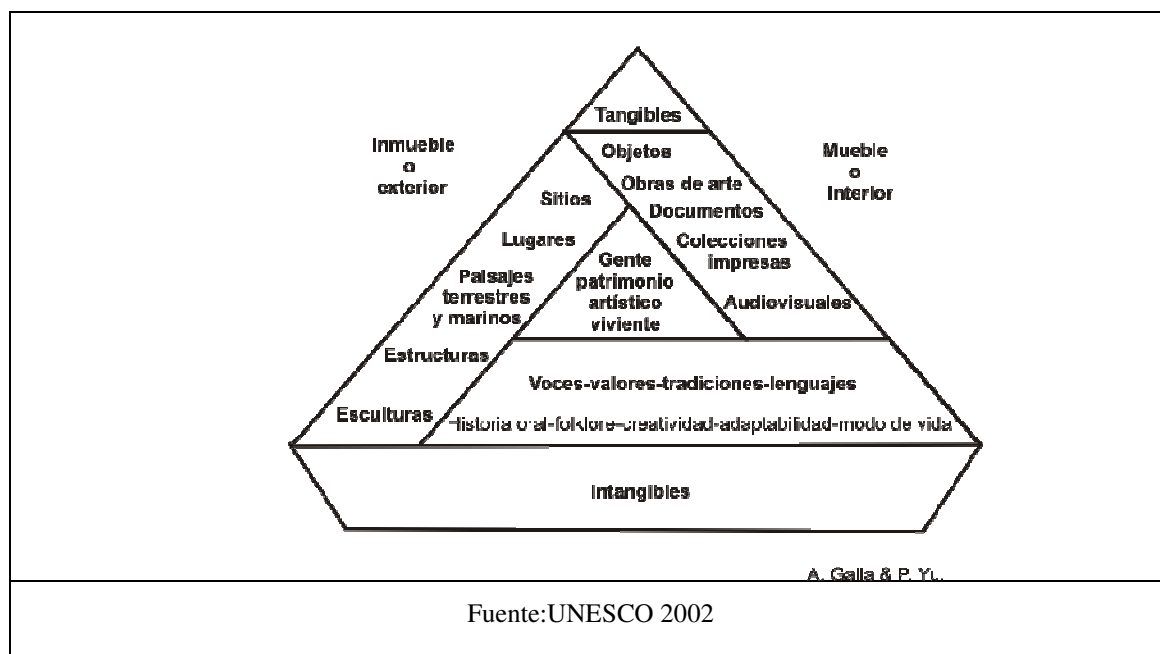 Tangibles
Inmueble
o
exterior
Mueble
o
Interior
Objetos
Obras de arte
Documentos
Colecciones
impresas
Audiovisuales
Sitios
Lugares
Paisajes
terrestres
y marinos
Estructuras
Esculturas
Gente
patrimonio
artístico
viviente
Voces-valores-tradiciones-lenguajes
Historia oral-folklore-creatividad-adaptabilidad-modo de vida
Intangibles
A. Galla & P. Yu.
Fuente:UNESCO 2002